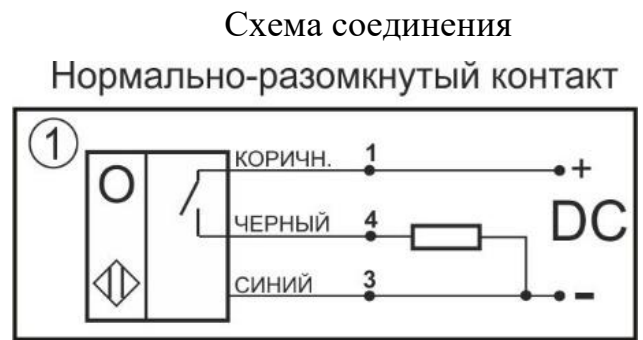 Схема соединения
Нормально-разомкнутый контакт
1
О
КОРИЧН. 1
+
DC
ЧЕРНЫЙ 4
СИНИЙ 3
-